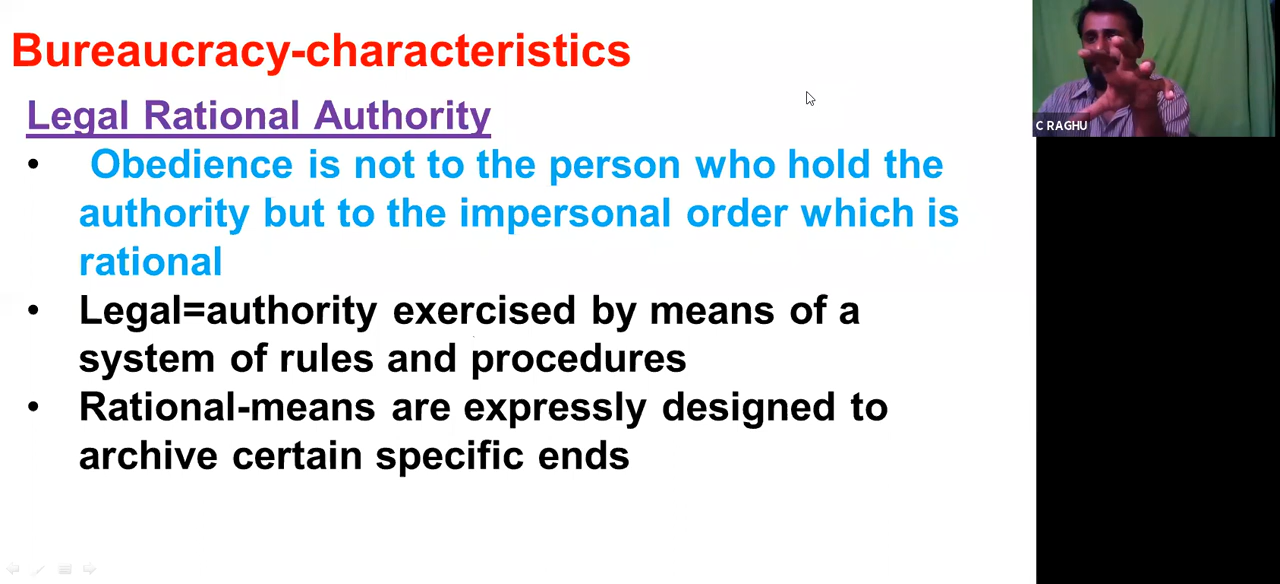 Bureaucracy-characteristics
Legal Rational Authority
• Obedience is not to the person who hold the
authority but to the impersonal order which is
rational
• Legal=authority exercised by means of a
system of rules and procedures
• Rational-means are expressly designed to
archive certain specific ends
C RAGHU